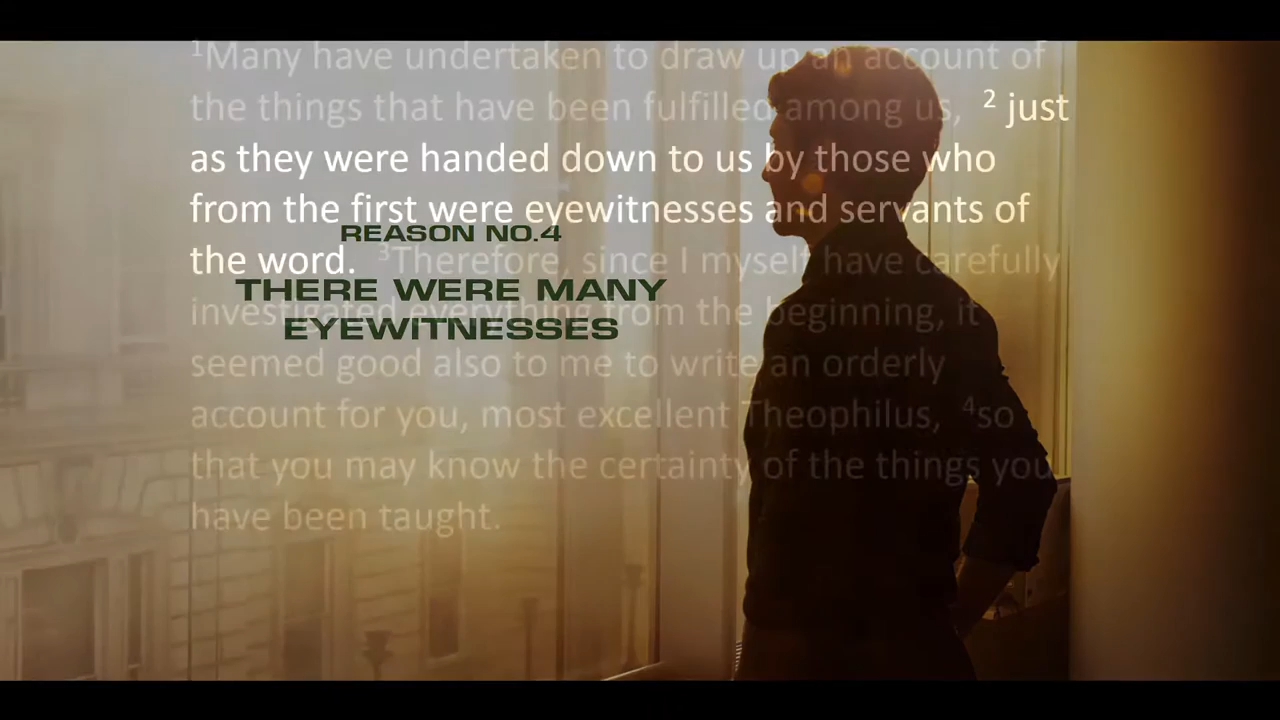 ¹Many have undertaken to draw up an account of
the things that have been fulfilled among us, ² just
as they were handed down to us by those who
from the first were eyewitnesses and servants of
the word. ³Therefore, since I myself have carefully
investigated everything from the beginning, it
seemed good also to me to write an orderly
account for you, most excellent Theophilus, ⁴so
that you may know the certainty of the things you
have been taught.
REASON NO.4
THERE WERE MANY
EYEWITNESSES